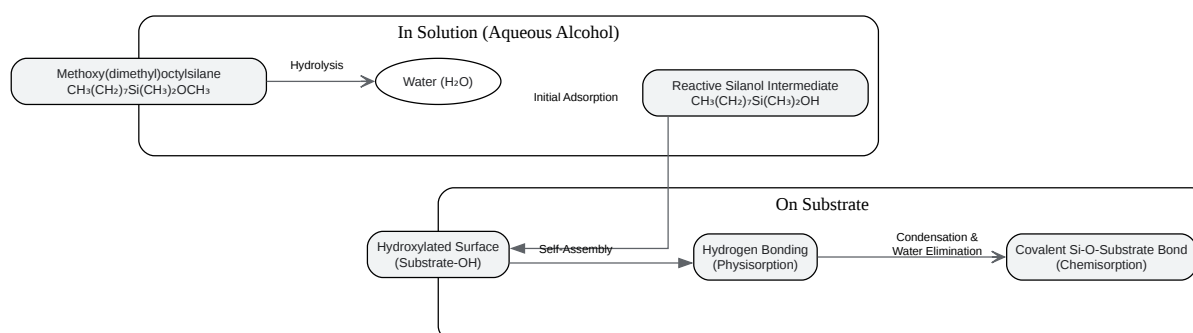 In Solution (Aqueous Alcohol)
Methoxy(dimethyl)octylsilane
CH₃(CH₂)₇Si(CH₃)₂OCH₃
Hydrolysis
Water (H₂O)
Initial Adsorption
Reactive Silanol Intermediate
CH₃(CH₂)₇Si(CH₃)₂OH
On Substrate
Hydroxylated Surface
(Substrate-OH)
Self-Assembly
Hydrogen Bonding
(Physisorption)
Condensation &
Water Elimination
Covalent Si-O-Substrate Bond
(Chemisorption)